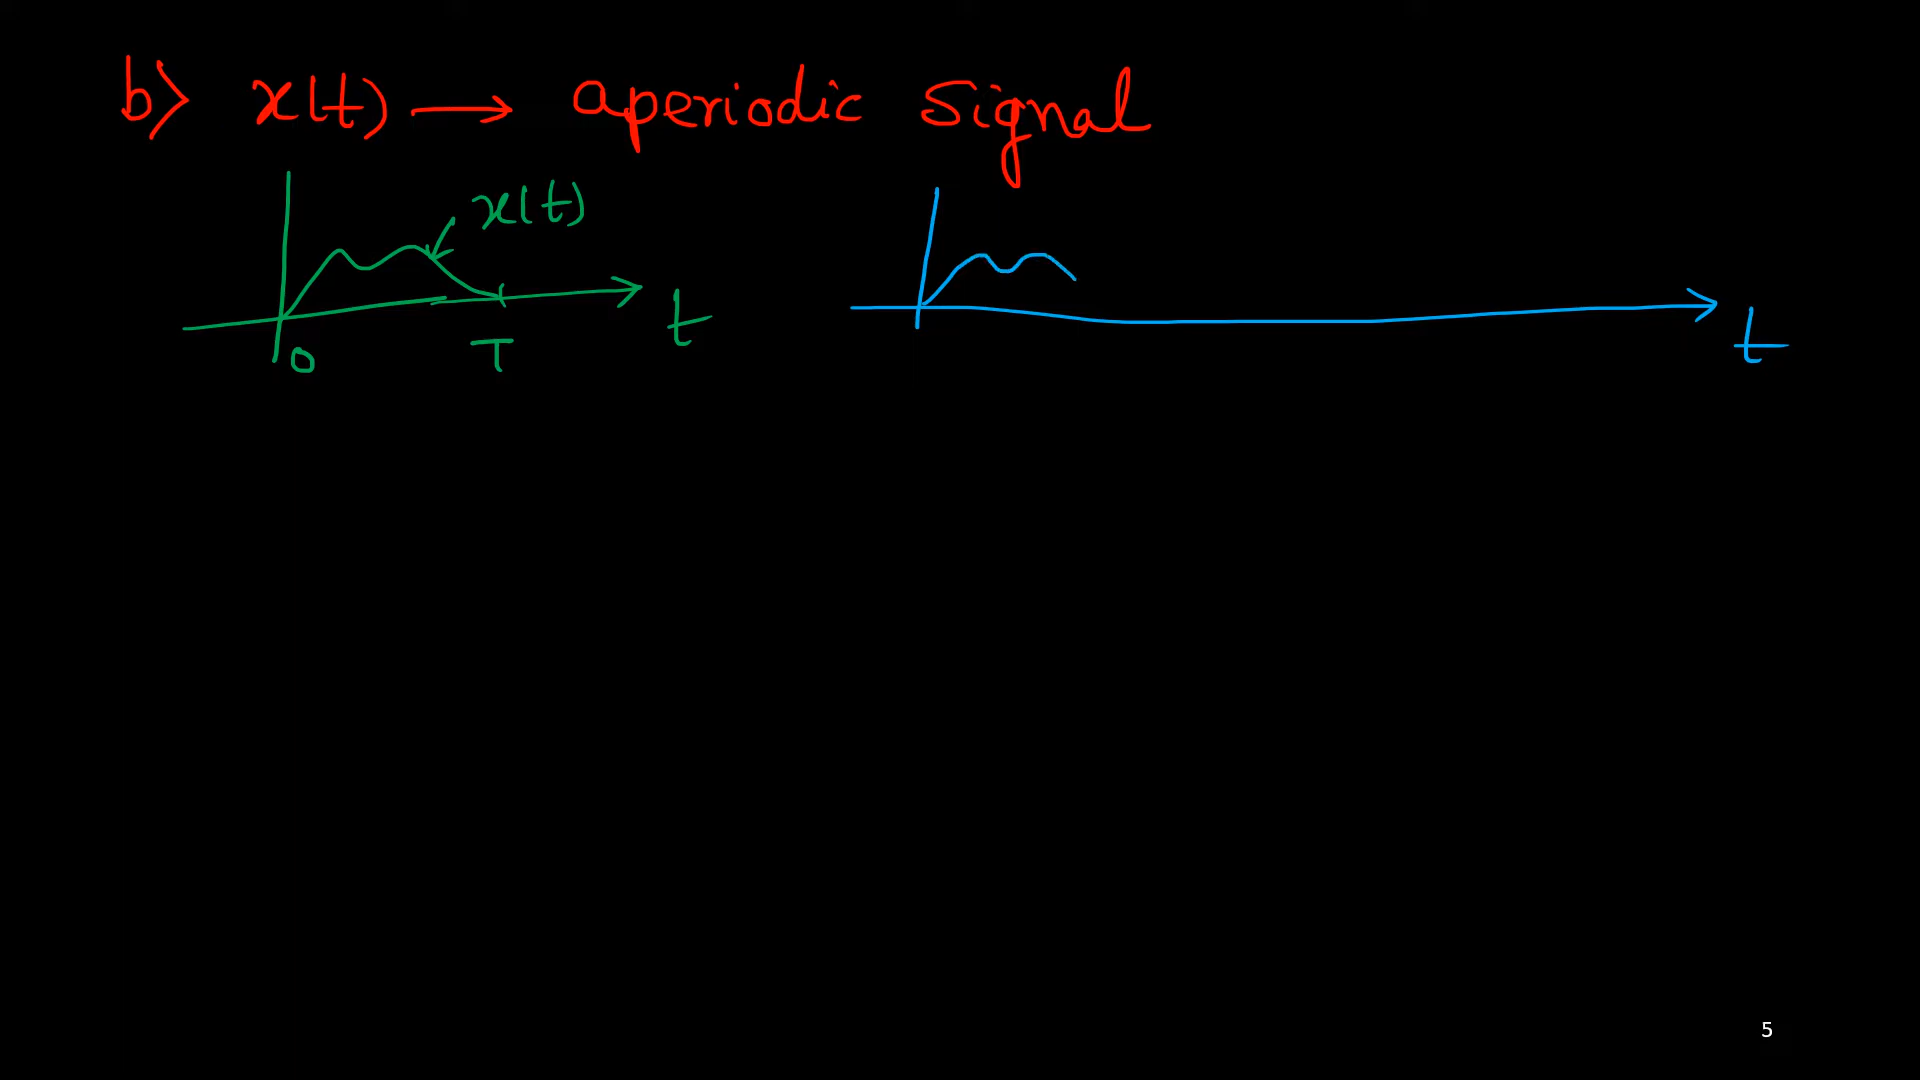 b) x(t) → aperiodic signal
x(t)
t
0
T
t
5